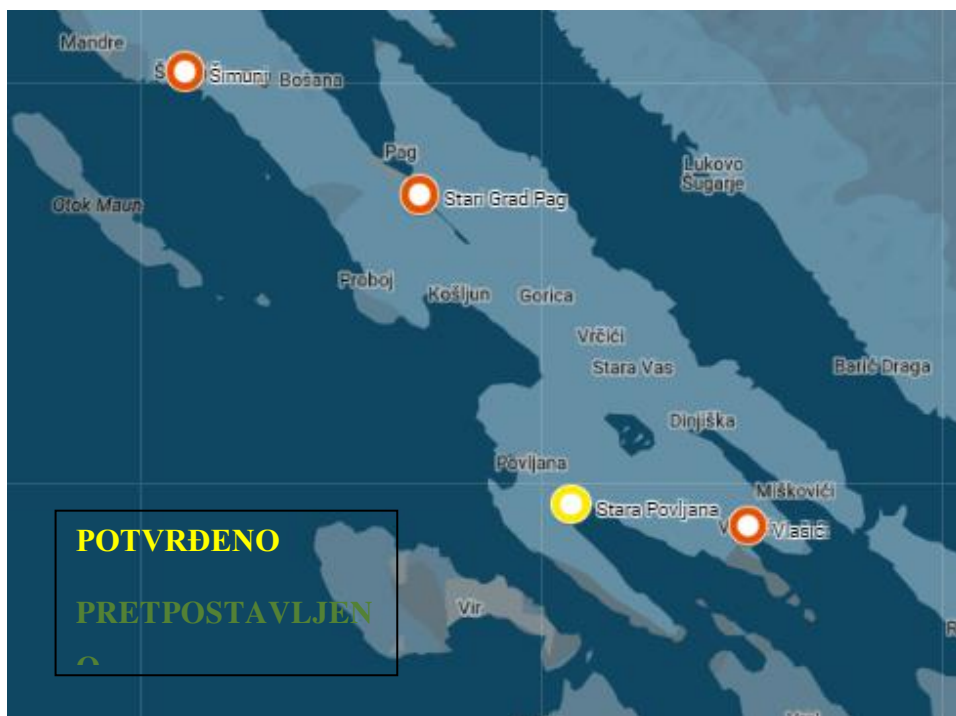 Mandre
Šimuni Bošana
Pag
Lukovo
Šugarje
Stari Grad Pag
Otok Maun
Proboj
Košljun
Gorica
Vrčići
Stara Vas
Barić Draga
Dinjiška
Povljana
Miškovići
Stara Povljana
Vlašići
POTVRĐENO
PRETPOSTAVLJEN
O
Vir